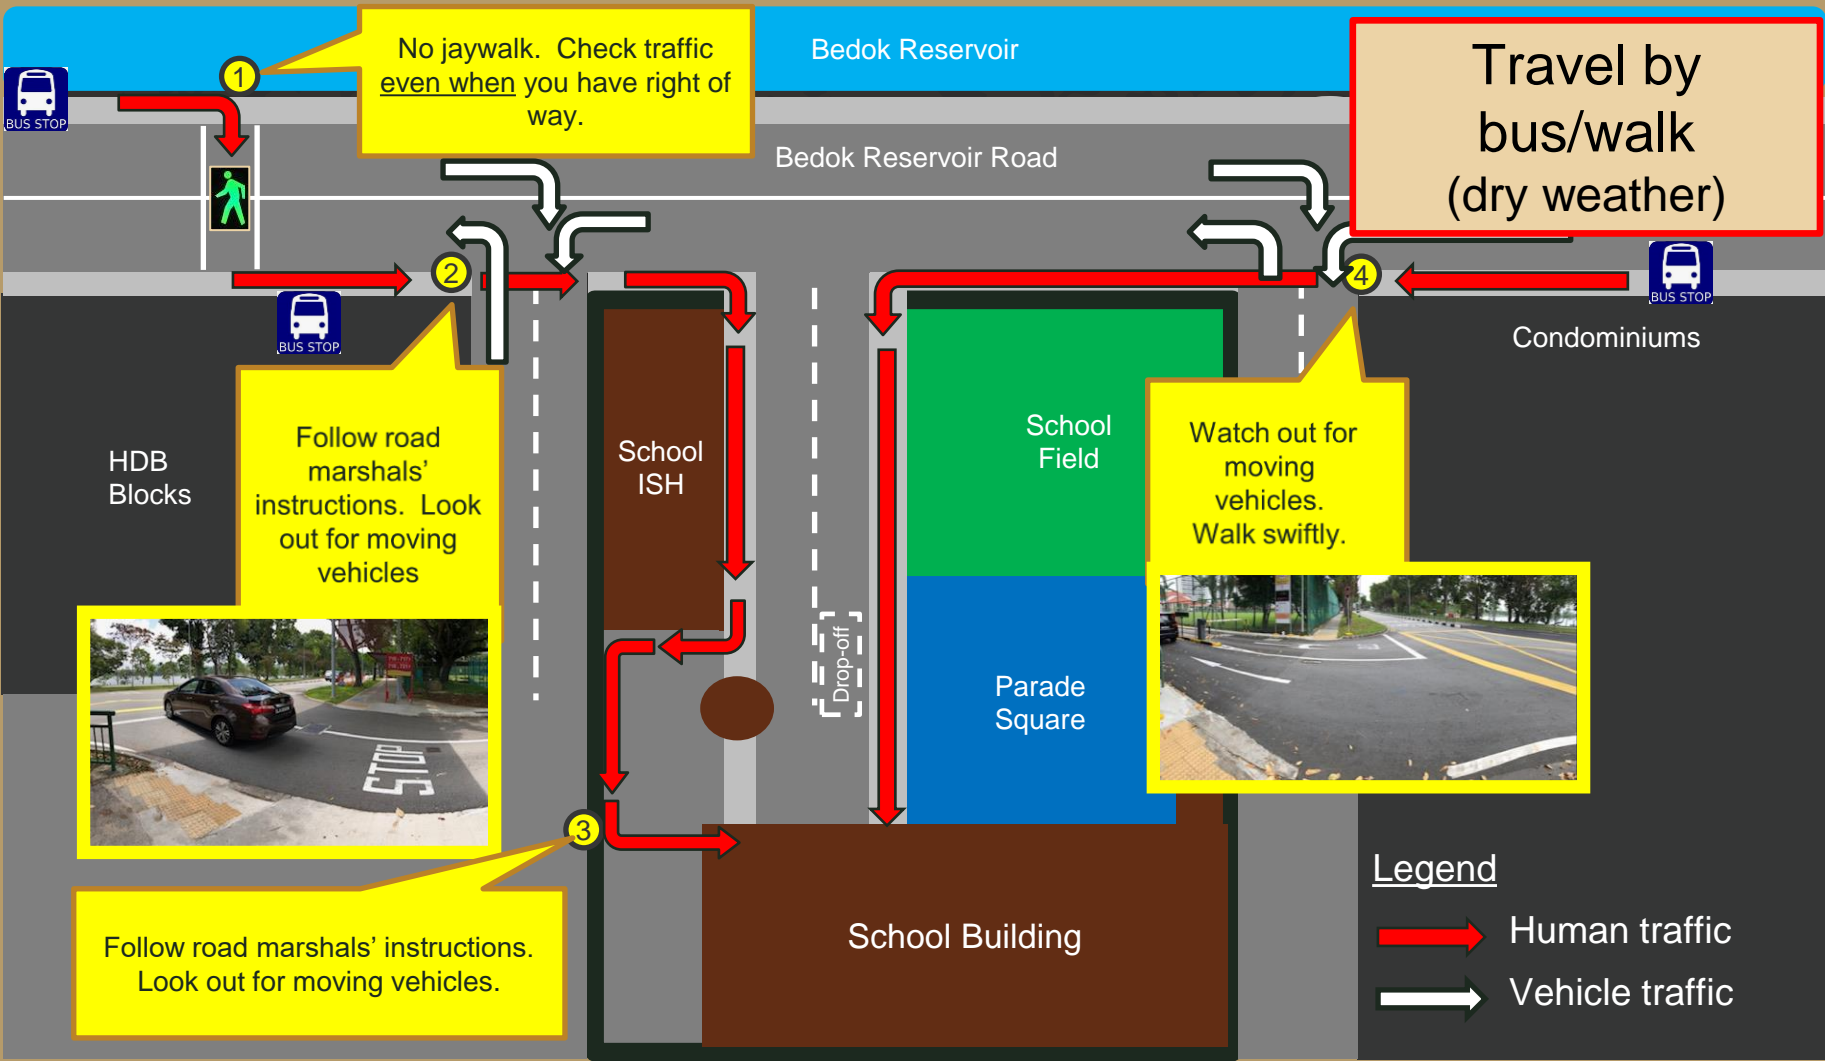 Bedok Reservoir
No jaywalk.  Check traffic
even when you have right of
way.
1
BUS STOP
Travel by
bus/walk
(dry weather)
Bedok Reservoir Road
2
BUS STOP
4
BUS STOP
Condominiums
HDB
Blocks
Follow road
marshals’
instructions.  Look
out for moving
vehicles
School
ISH
School
Field
Watch out for
moving
vehicles.
Walk swiftly.
Drop-off
Parade
Square
STOP
3
Follow road marshals’ instructions.
Look out for moving vehicles.
School Building
Legend
Human traffic
Vehicle traffic